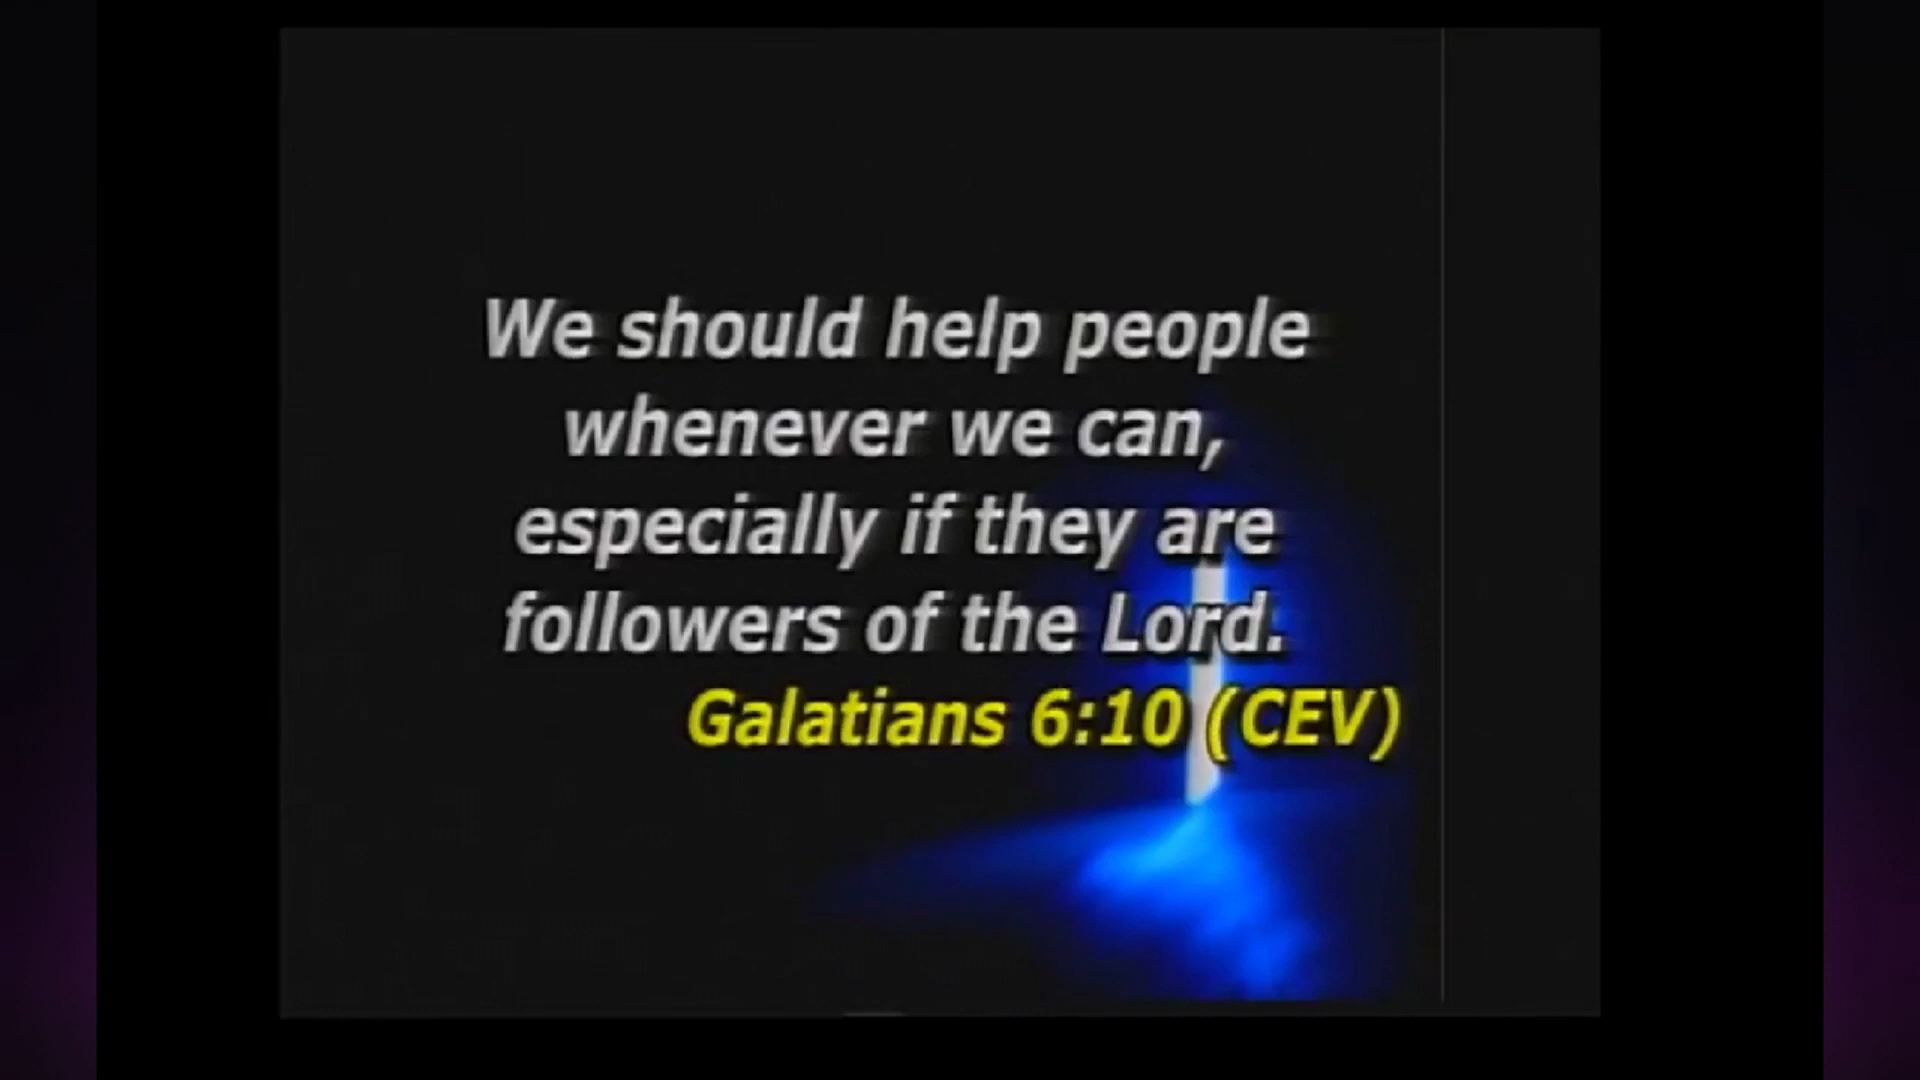 We should help people
whenever we can,
especially if they are
followers of the Lord.
Galatians 6:10 (CEV)